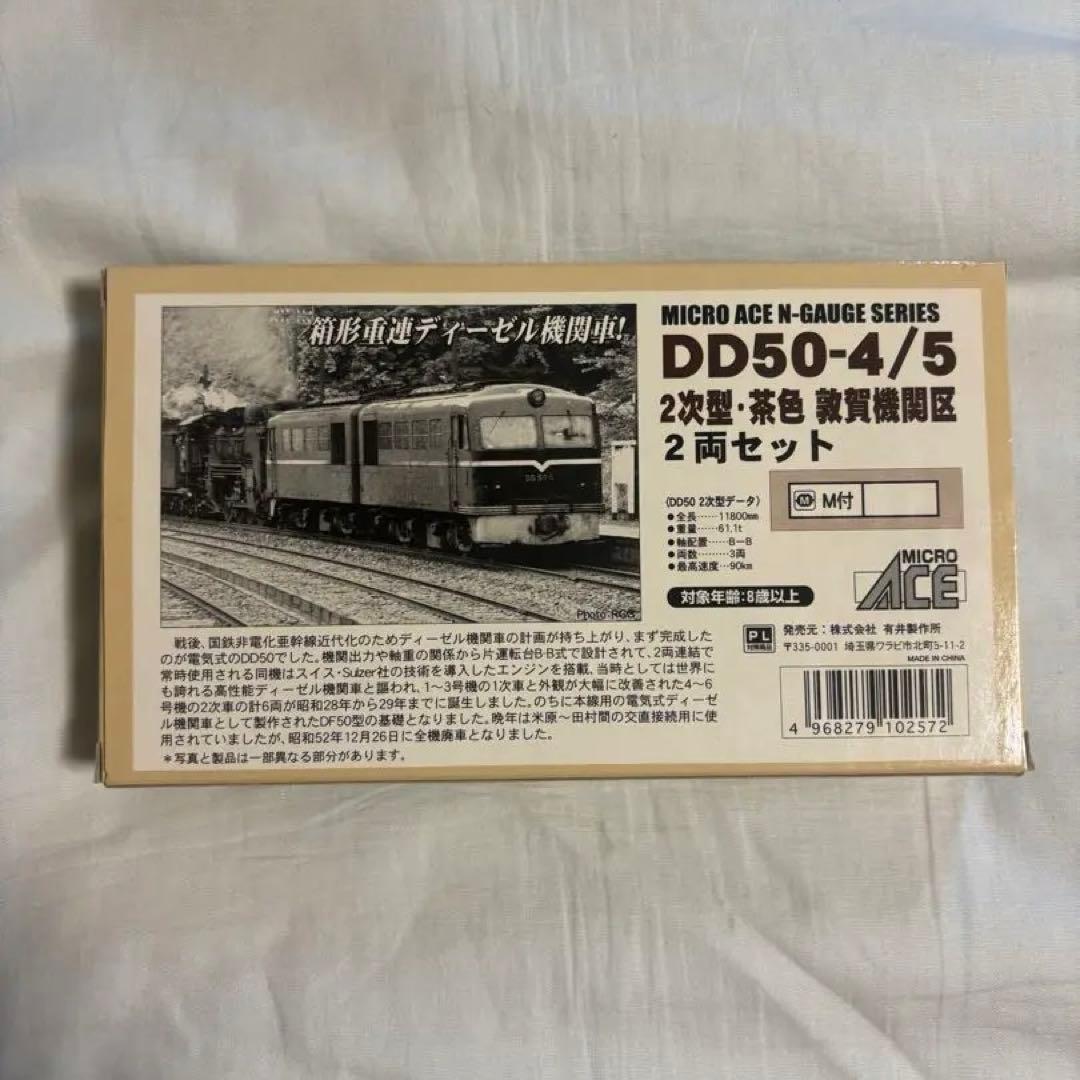 箱形重連ディーゼル機関車!
DD50-5
Photo:RGG
MICRO ACE N-GAUGE SERIES
DD50-4/5
2次型・茶色 敦賀機関区
2両セット
M M付
〈DD50 2次型データ〉
●全長……11800mm
●重量……61.1t
●軸配置……B-B
●両数………3両
●最高速度…90km
対象年齢:8歳以上
MICRO
ACE
PL
対策商品
発売元:株式会社 有井製作所
〒335-0001 埼玉県ワラビ市北町5-11-2
MADE IN CHINA
4 968279 102572
戦後、国鉄非電化亜幹線近代化のためディーゼル機関車の計画が持ち上がり、まず完成した
のが電気式のDD50でした。機関出力や軸重の関係から片運転台B-B式で設計されて、2両連結で
常時使用される同機はスイス・Sulzer社の技術を導入したエンジンを搭載、当時としては世界に
も誇れる高性能ディーゼル機関車と謳われ、1〜3号機の1次車と外観が大幅に改善された4〜6
号機の2次車の計6両が昭和28年から29年までに誕生しました。のちに本線用の電気式ディーゼ
ル機関車として製作されたDF50型の基礎となりました。晩年は米原〜田村間の交直接続用に使
用されていましたが、昭和52年12月26日に全機廃車となりました。
＊写真と製品は一部異なる部分があります。